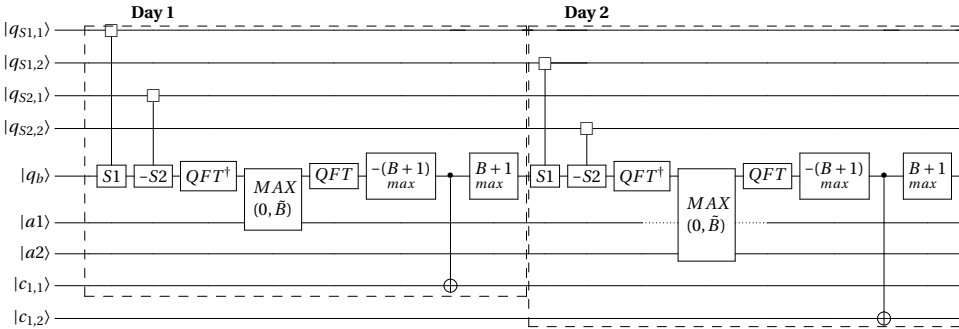 Day 1 Day 2
|q_{S1,1}⟩
|q_{S1,2}⟩
|q_{S2,1}⟩
|q_{S2,2}⟩
|q_b⟩ S1 -S2 QFT† MAX (0, B̃) QFT -(B+1) max B+1 max S1 -S2 QFT† MAX (0, B̃) QFT -(B+1) max B+1 max
|a1⟩
|a2⟩
|c_{1,1}⟩
|c_{1,2}⟩